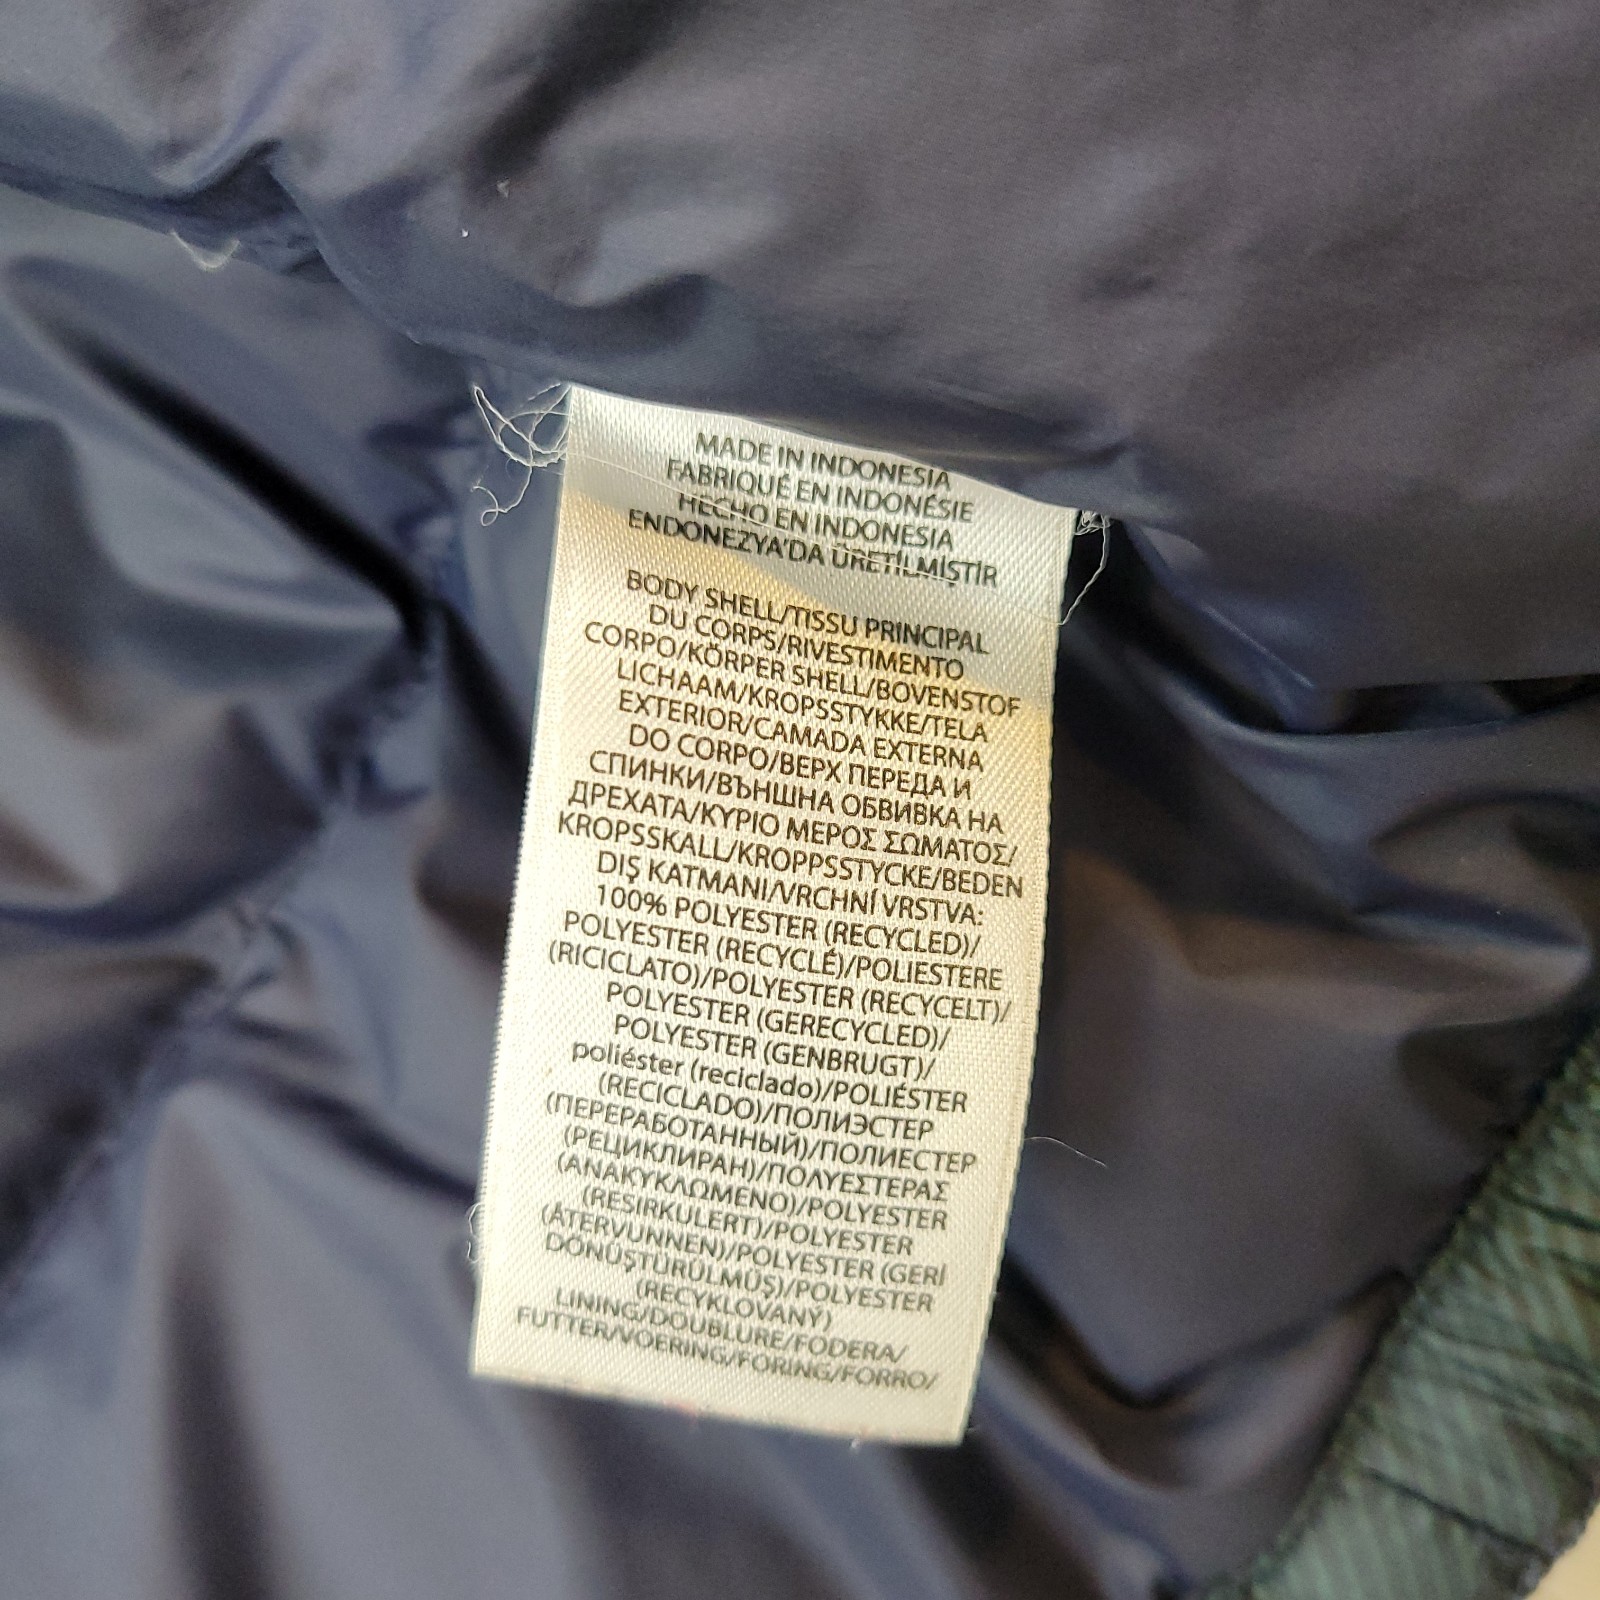 MADE IN INDONESIA
FABRIQUÉ EN INDONÉSIE
HECHO EN INDONESIA
ENDONEZYA'DA ÜRETİLMİŞTİR
BODY SHELL/TISSU PRINCIPAL
DU CORPS/RIVESTIMENTO
CORPO/KÖRPER SHELL/BOVENSTOF
LICHAAM/KROPSSTYKKE/TELA
EXTERIOR/CAMADA EXTERNA
DO CORPO/ВЕРХ ПЕРЕДА И
СПИНКИ/ВЪНШНА ОБВИВКА НА
ДРЕХАТА/ΚΥΡΙΟ ΜΕΡΟΣ ΣΩΜΑΤΟΣ/
KROPSSKALL/KROPPSSTYCKE/BEDEN
DIŞ KATMANI/VRCHNÍ VRSTVA:
100% POLYESTER (RECYCLED)/
POLYESTER (RECYCLÉ)/POLIESTERE
(RICICLATO)/POLYESTER (RECYCELT)/
POLYESTER (GERECYCLED)/
POLYESTER (GENBRUGT)/
poliéster (reciclado)/POLIÉSTER
(RECICLADO)/ПОЛИЭСТЕР
(ПЕРЕРАБОТАННЫЙ)/ПОЛИЕСТЕР
(РЕЦИКЛИРАН)/ΠΟΛΥΕΣΤΕΡΑΣ
(ΑΝΑΚΥΚΛΩΜΕΝΟ)/POLYESTER
(RESIRKULERT)/POLYESTER
(ÅTERVUNNEN)/POLYESTER (GERİ
DÖNÜŞTÜRÜLMÜŞ)/POLYESTER
(RECYKLOVANÝ)
LINING/DOUBLURE/FODERA/
FUTTER/VOERING/FORING/FORRO/